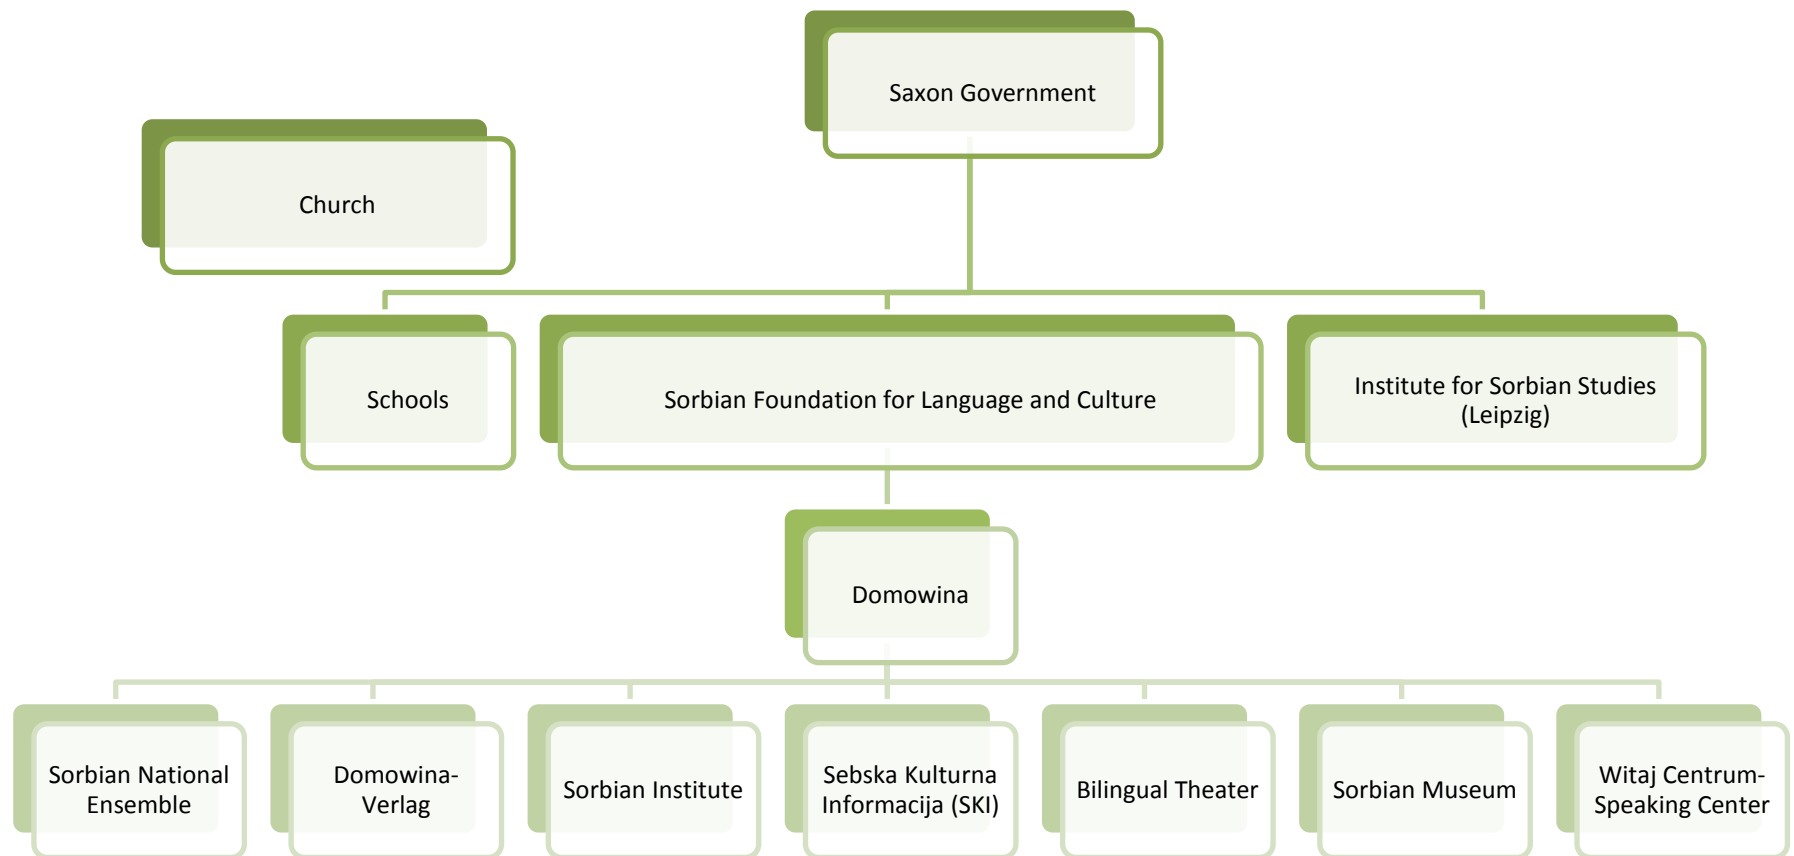 Saxon Government
Church
Schools
Sorbian Foundation for Language and Culture
Institute for Sorbian Studies
(Leipzig)
Domowina
Sorbian National
Ensemble
Domowina-
Verlag
Sorbian Institute
Sebska Kulturna
Informacija (SKI)
Bilingual Theater
Sorbian Museum
Witaj Centrum-
Speaking Center